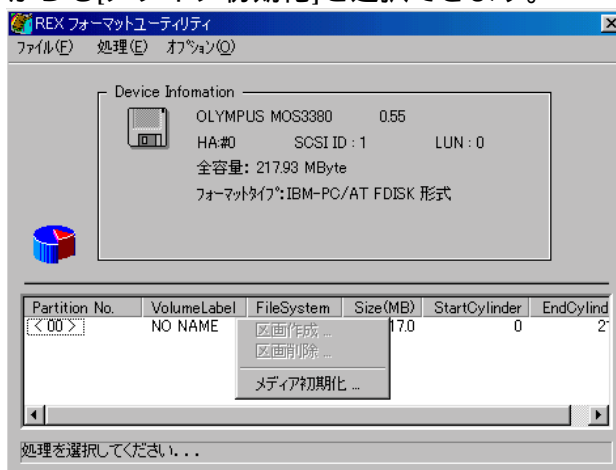 REX フォーマットユーティリティ
ファイル(F) 処理(E) オプション(O)
Device Infomation
OLYMPUS MOS3380 0.55
HA:#0 SCSI ID : 1 LUN : 0
全容量: 217.93 MByte
フォーマットタイプ:IBM-PC/AT FDISK 形式
Partition No. VolumeLabel FileSystem Size(MB) StartCylinder EndCylind
< 00 > NO NAME 17.0 0
区画作成 ...
区画削除 ...
メディア初期化 ...
処理を選択してください...